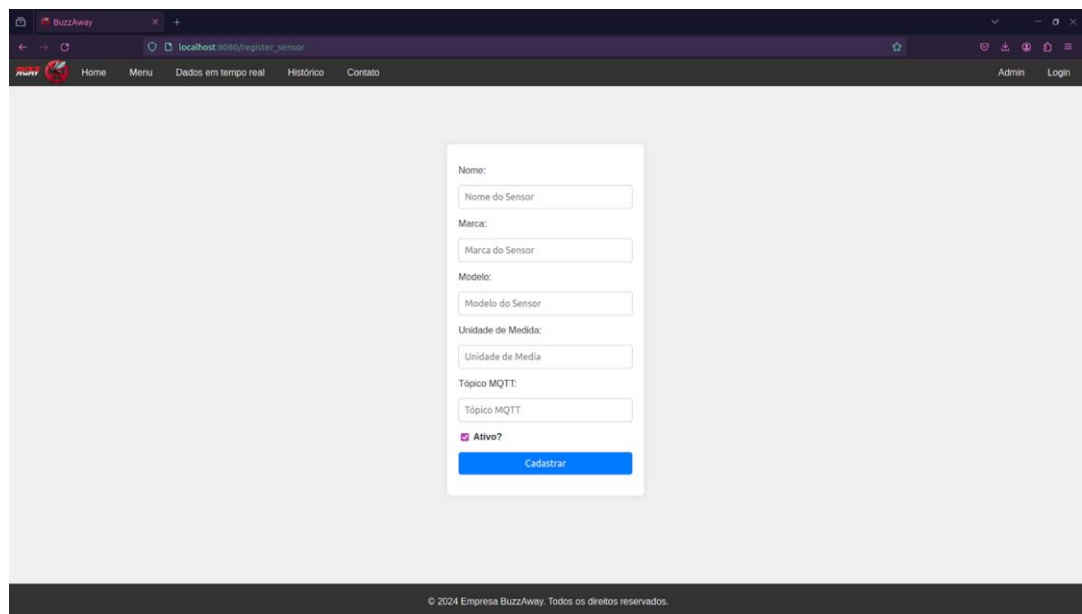 BuzzAway
localhost:8080/register_sensor
Home Menu Dados em tempo real Histórico Contato Admin Login
Nome:
Nome do Sensor
Marca:
Marca do Sensor
Modelo:
Modelo do Sensor
Unidade de Medida:
Unidade de Media
Tópico MQTT:
Tópico MQTT
Ativo?
Cadastrar
© 2024 Empresa BuzzAway. Todos os direitos reservados.